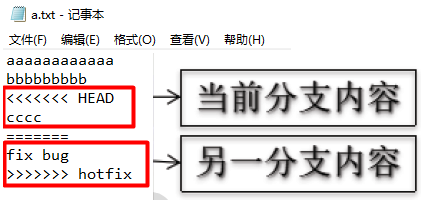 a.txt - 记事本
文件(F) 编辑(E) 格式(O) 查看(V) 帮助(H)
aaaaaaaaaaaa
bbbbbbbbb
<<<<<<< HEAD
当前分支内容
cccc
=======
fix bug
另一分支内容
>>>>>>> hotfix